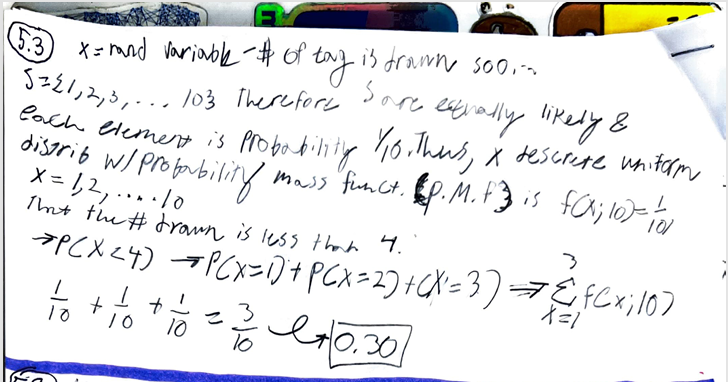 5.3 X = rand variable - # of tag is drawn soo...
S = {1, 2, 3, ... 10} Therefore S are equally likely &
each element is probability 1/10. Thus, X descrete uniform
distrib w/ probability mass funct. {P.M.F} is f(x; 10) = 1/10,
X = 1, 2, ..... 10
That the # drawn is less than 4.
→ P(X < 4) → P(X = 1) + P(X = 2) + (X = 3) ⇒ 3 Σ X=1 f(x; 10)
1/10 + 1/10 + 1/10 = 3/10 → 0.30